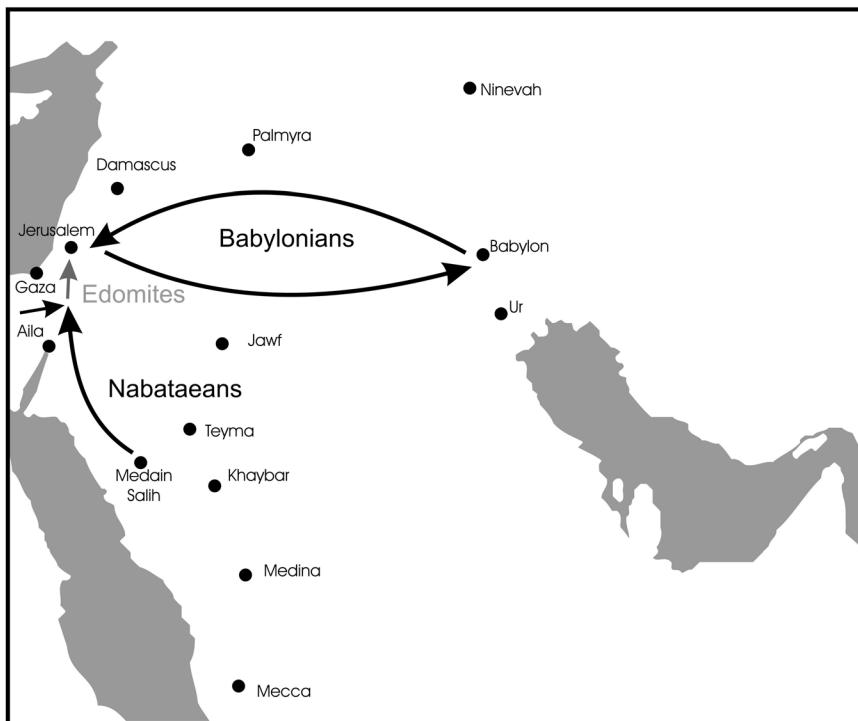 Ninevah
Palmyra
Damascus
Jerusalem
Babylonians
Babylon
Gaza
Edomites
Ur
Aila
Jawf
Nabataeans
Teyma
Medain
Salih
Khaybar
Medina
Mecca